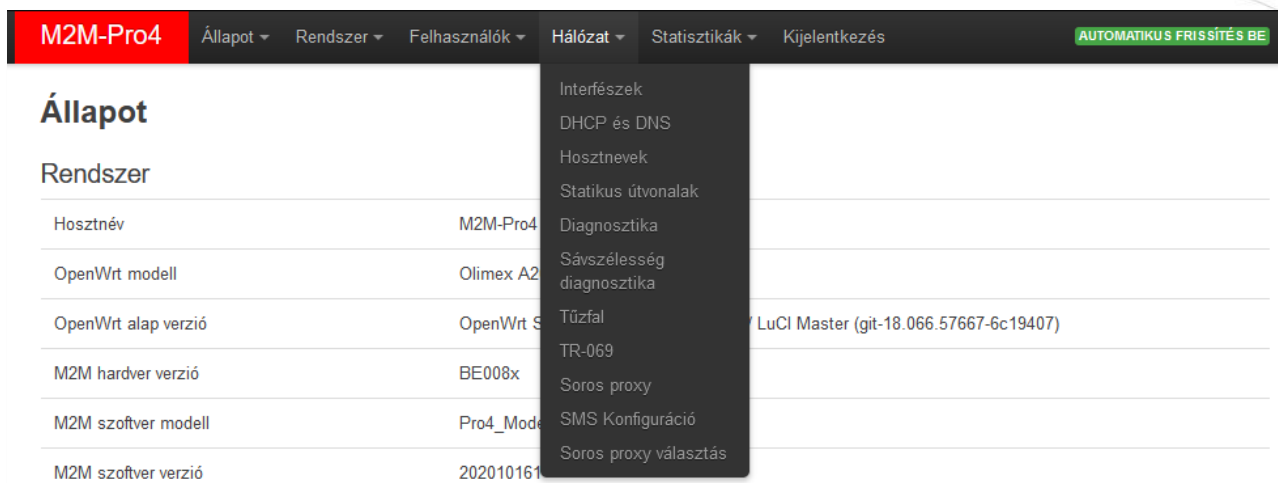 M2M-Pro4 Állapot Rendszer Felhasználók Hálózat Statisztikák Kijelentkezés AUTOMATIKUS FRISSÍTÉS BE
Interfészek
DHCP és DNS
Hosztnevek
Statikus útvonalak
Diagnosztika
Sávszélesség
diagnosztika
Tűzfal
TR-069
Soros proxy
SMS Konfiguráció
Soros proxy választás
Állapot
Rendszer
Hosztnév M2M-Pro4
OpenWrt modell Olimex
OpenWrt alap verzió OpenWrt / LuCI Master (git-18.066.57667-6c19407)
M2M hardver verzió BE008x
M2M szoftver modell
M2M szoftver verzió